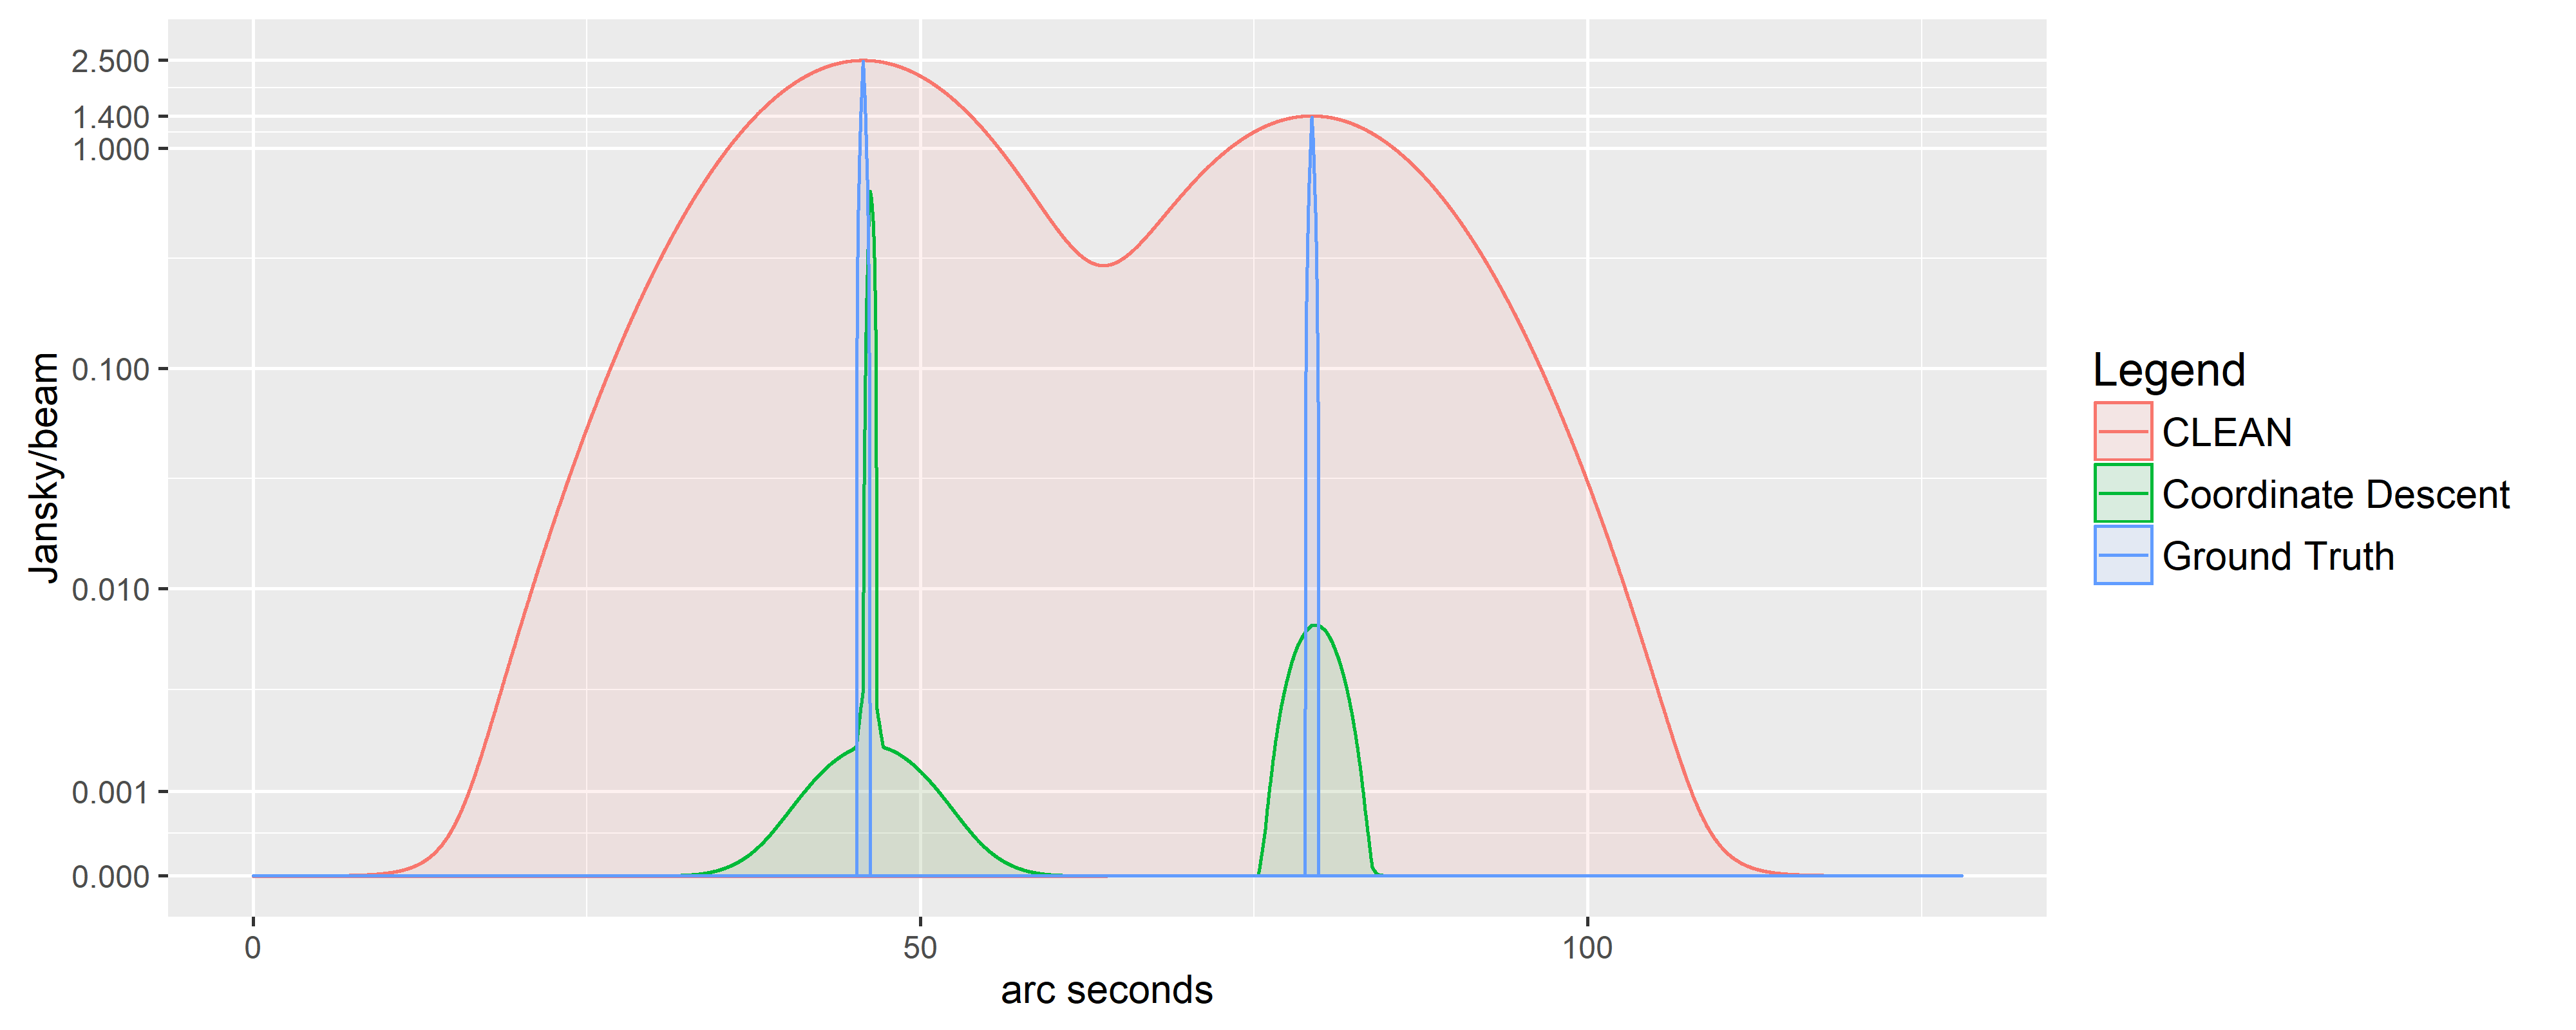 2.500
1.400
1.000
0.100
0.010
0.001
0.000
Jansky/beam
0
50
100
arc seconds
Legend
CLEAN
Coordinate Descent
Ground Truth